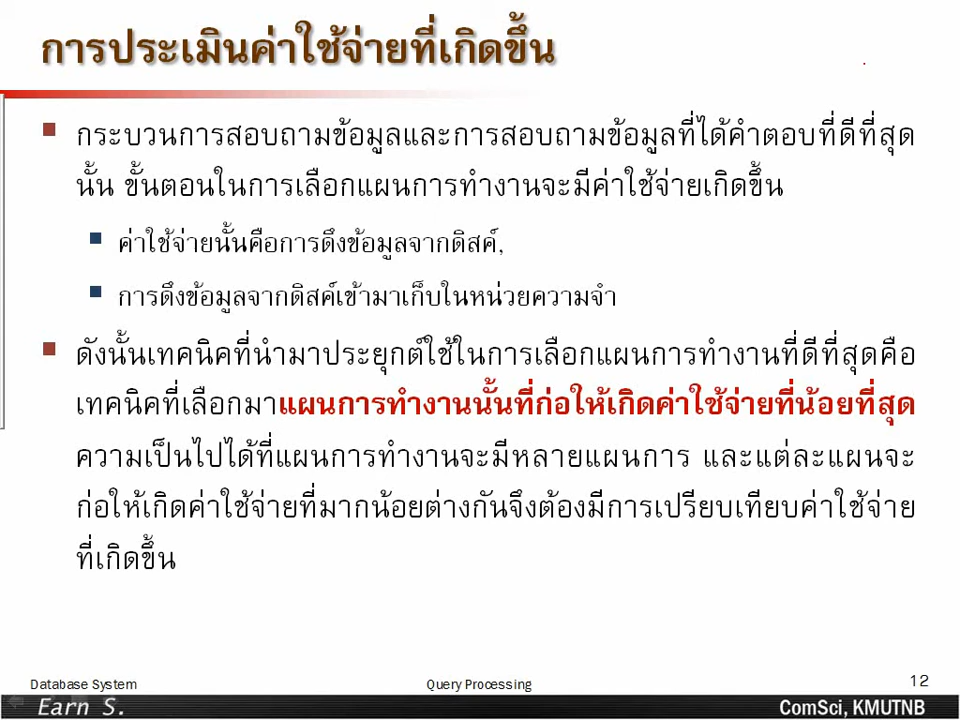 การประเมินค่าใช้จ่ายที่เกิดขึ้น
กระบวนการสอบถามข้อมูลและการสอบถามข้อมูลที่ได้คำตอบที่ดีที่สุด
นั้น ขั้นตอนในการเลือกแผนการทำงานจะมีค่าใช้จ่ายเกิดขึ้น
ค่าใช้จ่ายนั้นคือการดึงข้อมูลจากดิสค์,
การดึงข้อมูลจากดิสค์เข้ามาเก็บในหน่วยความจำ
ดังนั้นเทคนิคที่นำมาประยุกต์ใช้ในการเลือกแผนการทำงานที่ดีที่สุดคือ
เทคนิคที่เลือกมาแผนการทำงานนั้นที่ก่อให้เกิดค่าใช้จ่ายที่น้อยที่สุด
ความเป็นไปได้ที่แผนการทำงานจะมีหลายแผนการ และแต่ละแผนจะ
ก่อให้เกิดค่าใช้จ่ายที่มากน้อยต่างกันจึงต้องมีการเปรียบเทียบค่าใช้จ่าย
ที่เกิดขึ้น
Database System Query Processing 12
Earn S. ComSci, KMUTNB